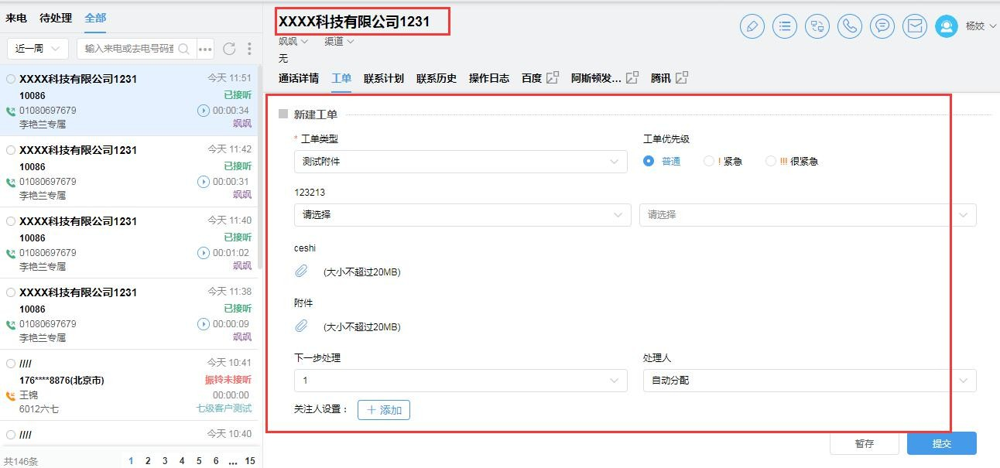 来电 待处理 全部
近一周 输入来电或去电号码查
XXXX科技有限公司1231 今天 11:51
10086 已接听
01080697679 00:00:34
李艳兰专属 飒飒
XXXX科技有限公司1231 今天 11:42
10086 已接听
01080697679 00:00:31
李艳兰专属 飒飒
XXXX科技有限公司1231 今天 11:40
10086 已接听
01080697679 00:01:02
李艳兰专属 飒飒
XXXX科技有限公司1231 今天 11:38
10086 已接听
01080697679 00:00:09
李艳兰专属 飒飒
//// 今天 10:41
176****8876(北京市) 振铃未接听
王锦 00:00:00
6012六七 七级客户测试
//// 今天 10:40
共146条 1 2 3 4 5 6 ... 15
XXXX科技有限公司1231
杨姣
飒飒 渠道
无
通话详情 工单 联系计划 联系历史 操作日志 百度 阿斯顿发... 腾讯
新建工单
* 工单类型 工单优先级
测试附件 普通 ! 紧急 !!! 很紧急
123213
请选择 请选择
ceshi
(大小不超过20MB)
附件
(大小不超过20MB)
下一步处理 处理人
1 自动分配
关注人设置： + 添加
暂存 提交